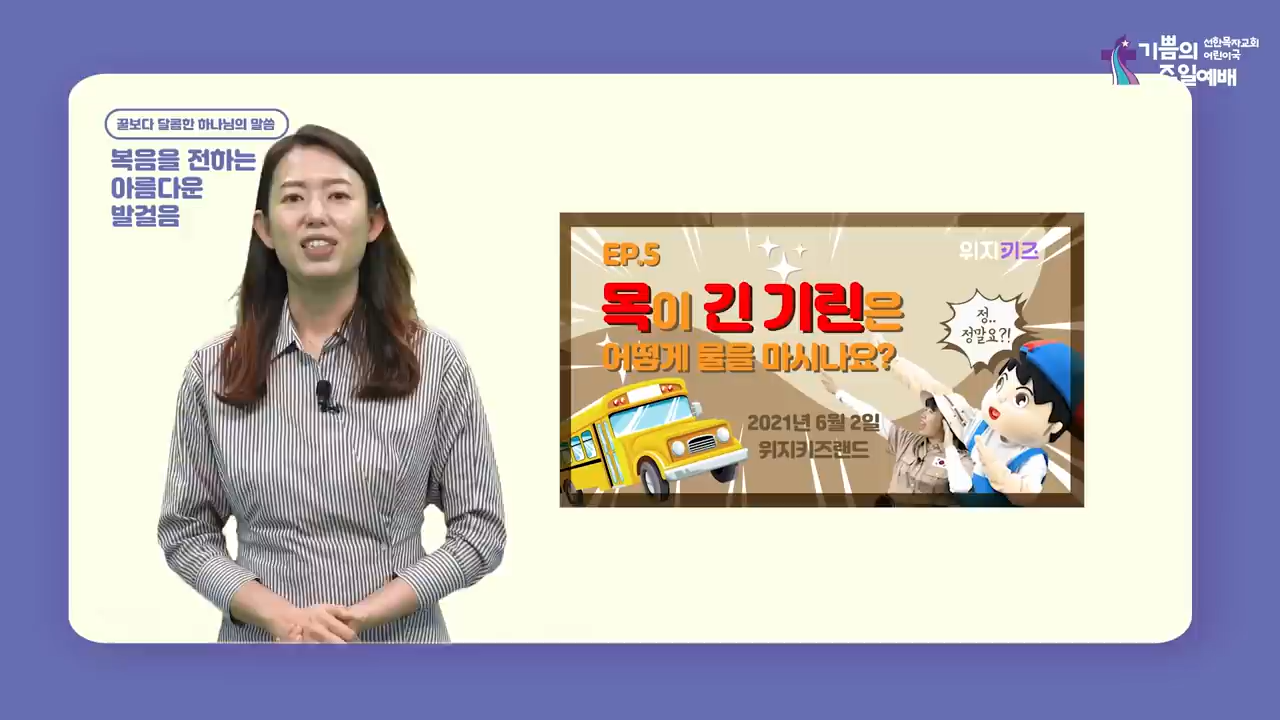 기쁨의
주일예배
선한목자교회
어린이국
꿀보다 달콤한 하나님의 말씀
복음을 전하는
아름다운
발걸음
EP.5
위지키즈
목이 긴 기린은
어떻게 물을 마시나요?
정..
정말요?!
2021년 6월 2일
위지키즈랜드